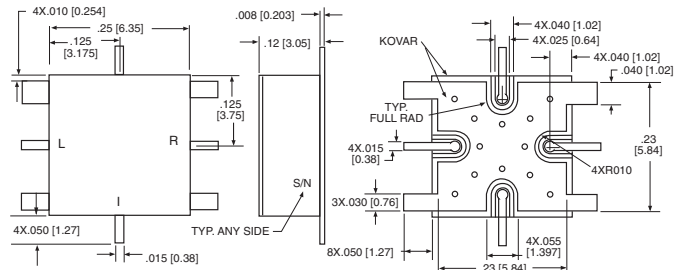 4X.010 [0.254]
.25 [6.35]
.125
[3.175]
.125
[3.75]
L
R
I
4X.050 [1.27]
.015 [0.38]
.008 [0.203]
.12 [3.05]
S/N
TYP. ANY SIDE
KOVAR
TYP.
FULL RAD
4X.040 [1.02]
4X.025 [0.64]
4X.040 [1.02]
.040 [1.02]
.23
[5.84]
4X.015
[0.38]
4XR010
3X.030 [0.76]
8X.050 [1.27]
4X.055
[1.397]
.23 [5.84]